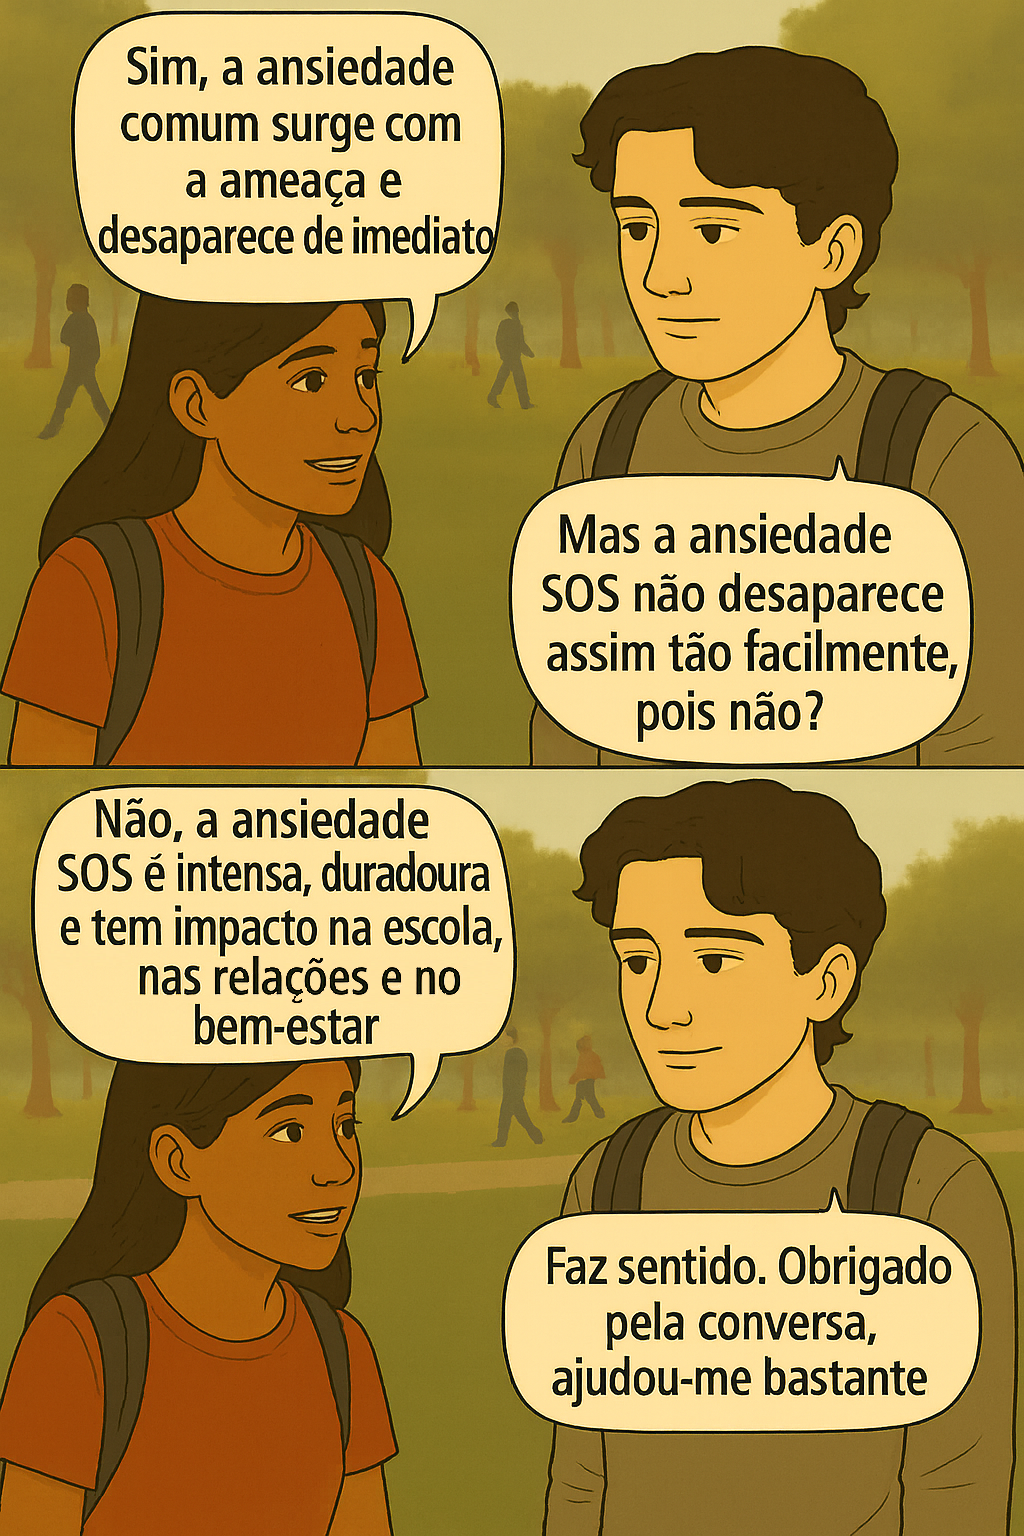 Sim, a ansiedade
comum surge com
a ameaça e
desaparece de imediato
Mas a ansiedade
SOS não desaparece
assim tão facilmente,
pois não?
Não, a ansiedade
SOS é intensa, duradoura
e tem impacto na escola,
nas relações e no
bem-estar
Faz sentido. Obrigado
pela conversa,
ajudou-me bastante